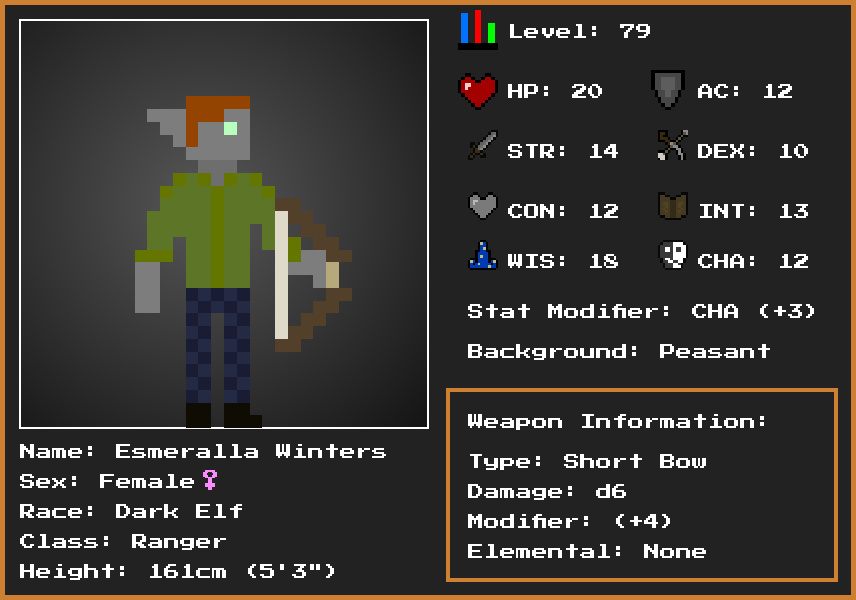 Level: 79
HP: 20 AC: 12
STR: 14 DEX: 10
CON: 12 INT: 13
WIS: 18 CHA: 12
Stat Modifier: CHA (+3)
Background: Peasant
Weapon Information:
Type: Short Bow
Damage: d6
Modifier: (+4)
Elemental: None
Name: Esmeralla Winters
Sex: Female♀
Race: Dark Elf
Class: Ranger
Height: 161cm (5'3")